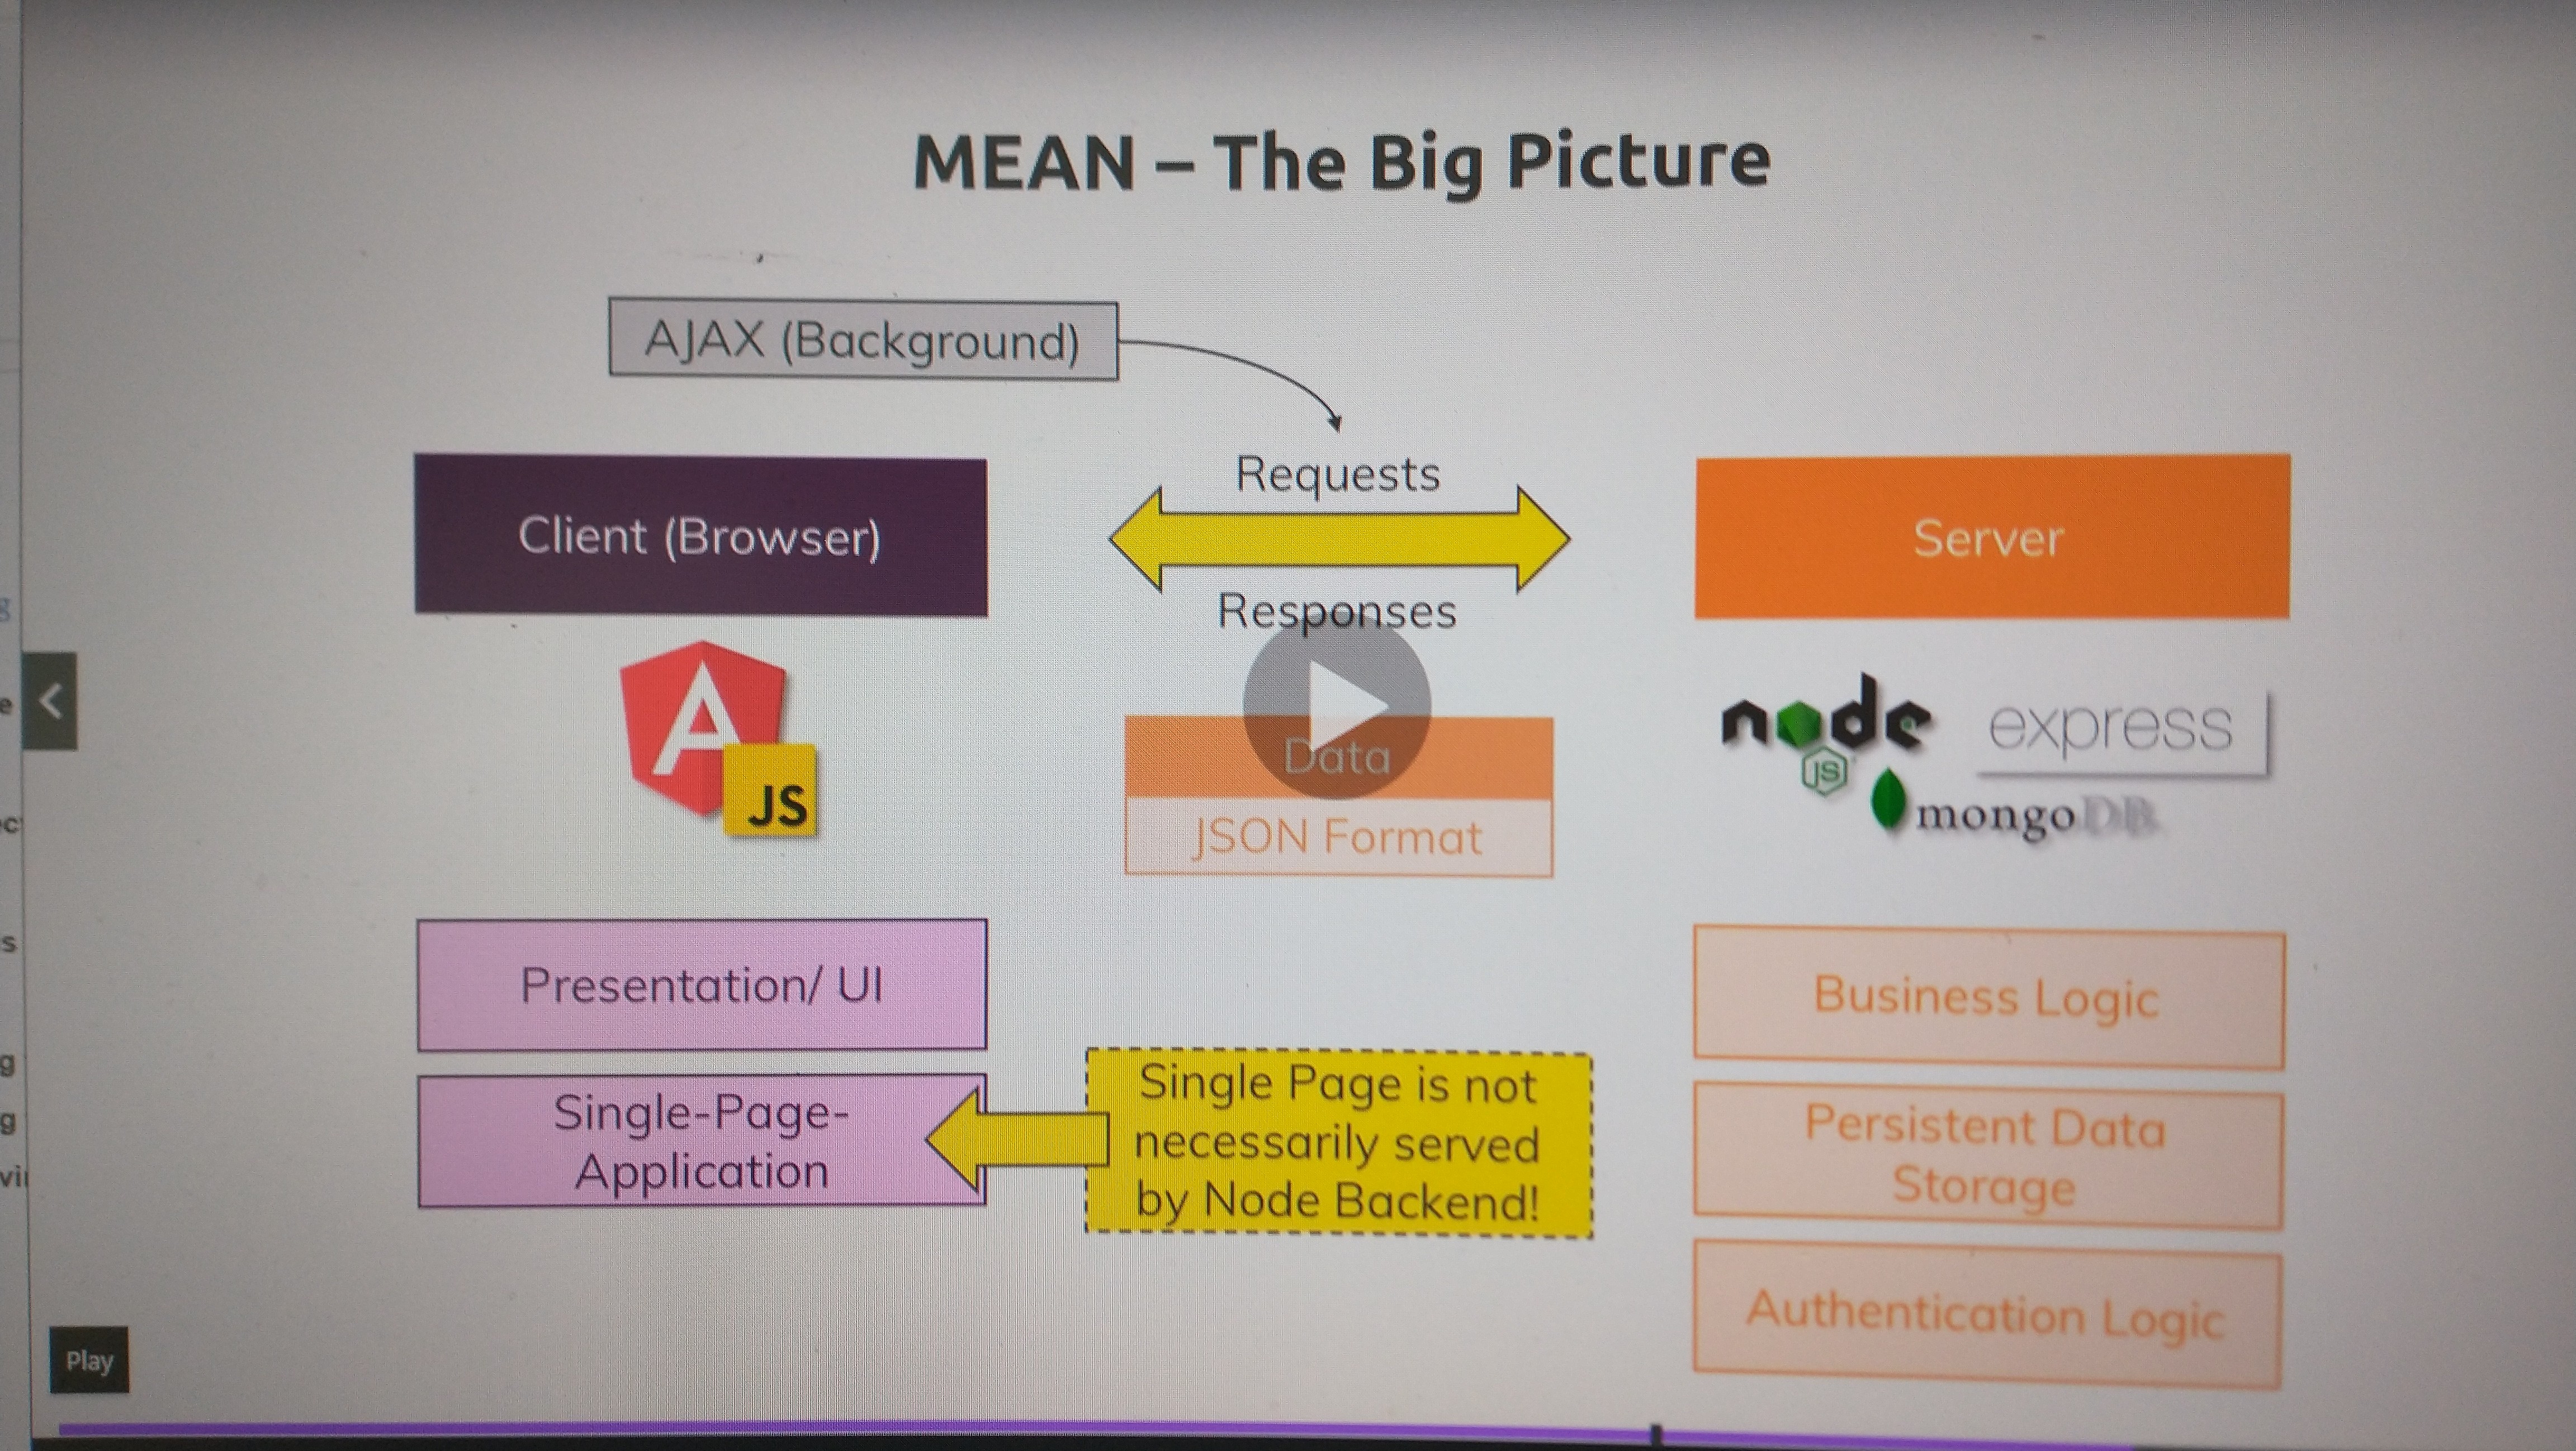 MEAN – The Big Picture
AJAX (Background)
Requests
Client (Browser)
Server
Responses
A
JS
node
JS
express
mongoDB
Data
JSON Format
Presentation/ UI
Business Logic
Single-Page-
Application
Single Page is not
necessarily served
by Node Backend!
Persistent Data
Storage
Authentication Logic
Play